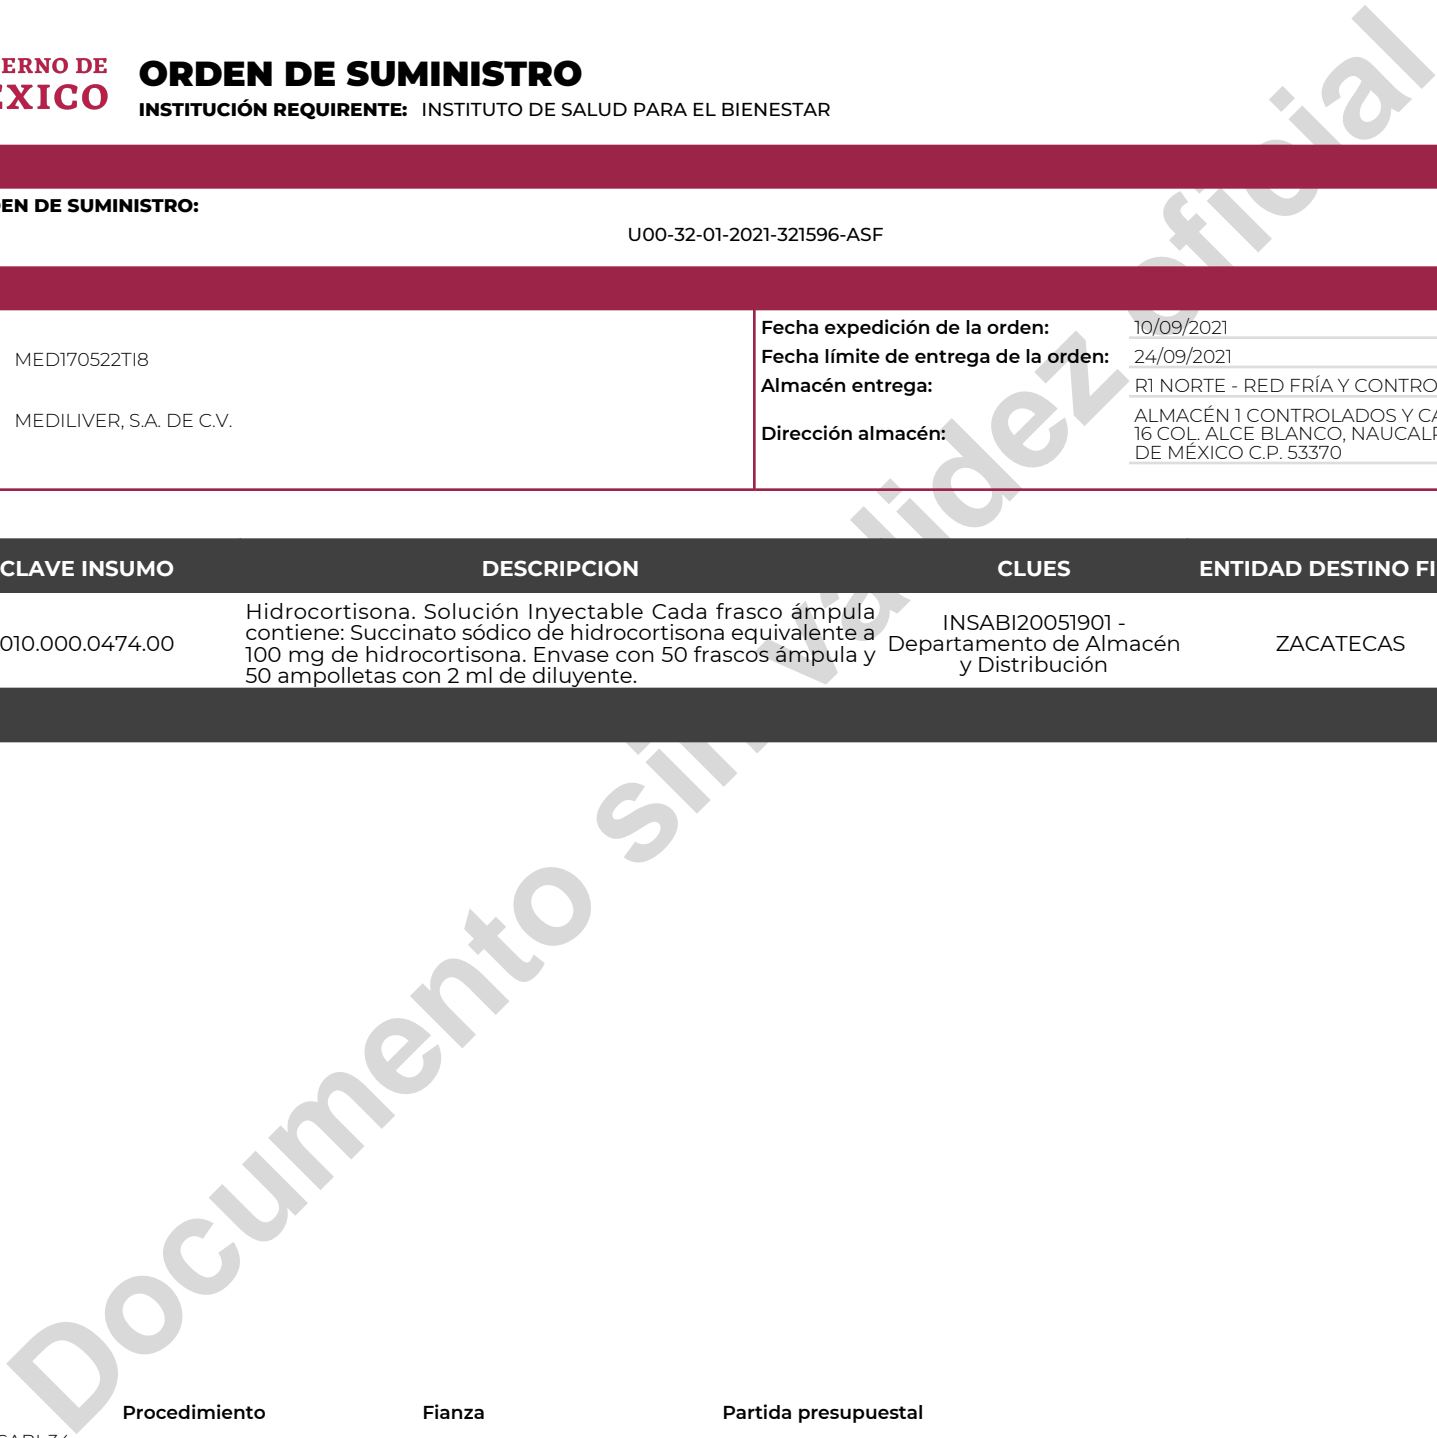 ERNO DE
ÉXICO
ORDEN DE SUMINISTRO
INSTITUCIÓN REQUIRENTE: INSTITUTO DE SALUD PARA EL BIENESTAR
EN DE SUMINISTRO:
U00-32-01-2021-321596-ASF
MED170522TI8
MEDILIVER, S.A. DE C.V.
Fecha expedición de la orden: 10/09/2021
Fecha límite de entrega de la orden: 24/09/2021
Almacén entrega: R1 NORTE - RED FRÍA Y CONTRO
Dirección almacén: ALMACÉN 1 CONTROLADOS Y CA
16 COL. ALCE BLANCO, NAUCALP
DE MÉXICO C.P. 53370
CLAVE INSUMO DESCRIPCION CLUES ENTIDAD DESTINO FI
010.000.0474.00
Hidrocortisona. Solución Inyectable Cada frasco ámpula
contiene: Succinato sódico de hidrocortisona equivalente a
100 mg de hidrocortisona. Envase con 50 frascos ámpula y
50 ampolletas con 2 ml de diluyente.
INSABI20051901 -
Departamento de Almacén
y Distribución
ZACATECAS
Documento sin validez oficial
Procedimiento Fianza Partida presupuestal